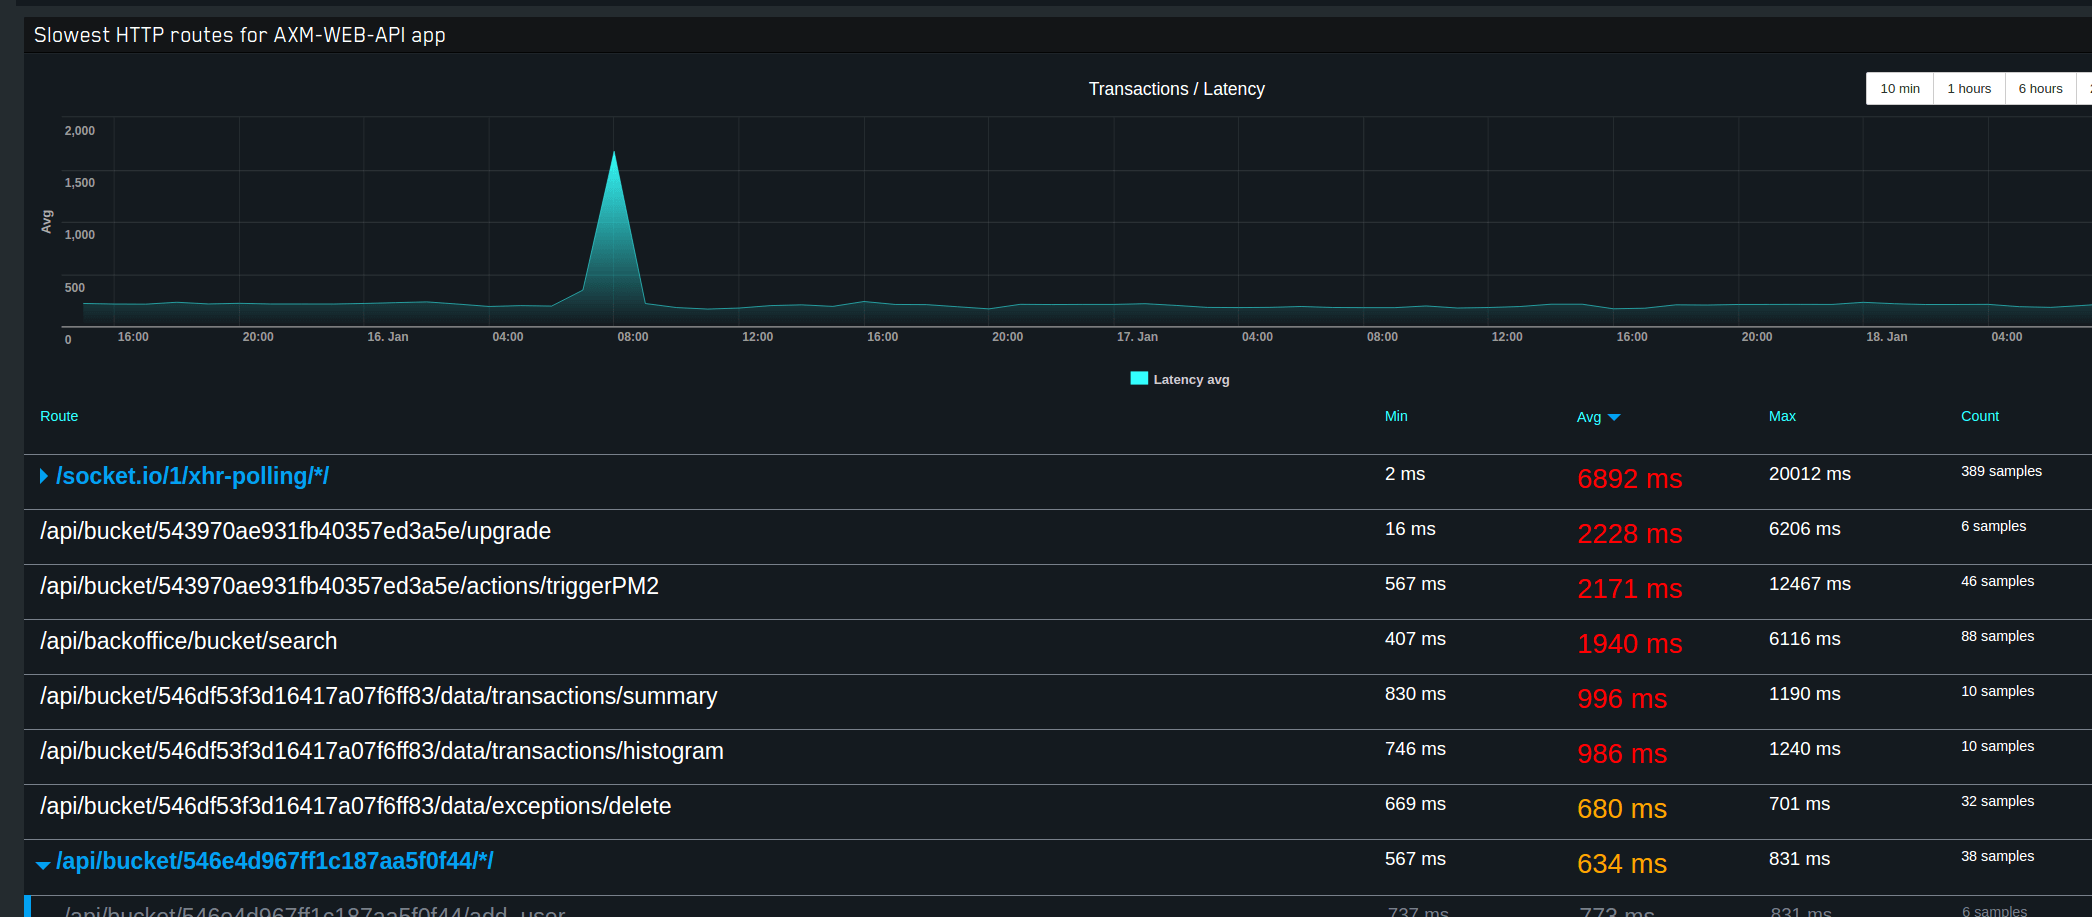 Slowest HTTP routes for AXM-WEB-API app
Transactions / Latency
10 min 1 hours 6 hours
2,000
1,500
1,000
500
0
Avg
16:00 20:00 16. Jan 04:00 08:00 12:00 16:00 20:00 17. Jan 04:00 08:00 12:00 16:00 20:00 18. Jan 04:00
Latency avg
Route Min Avg Max Count
/socket.io/1/xhr-polling/*/ 2 ms 6892 ms 20012 ms 389 samples
/api/bucket/543970ae931fb40357ed3a5e/upgrade 16 ms 2228 ms 6206 ms 6 samples
/api/bucket/543970ae931fb40357ed3a5e/actions/triggerPM2 567 ms 2171 ms 12467 ms 46 samples
/api/backoffice/bucket/search 407 ms 1940 ms 6116 ms 88 samples
/api/bucket/546df53f3d16417a07f6ff83/data/transactions/summary 830 ms 996 ms 1190 ms 10 samples
/api/bucket/546df53f3d16417a07f6ff83/data/transactions/histogram 746 ms 986 ms 1240 ms 10 samples
/api/bucket/546df53f3d16417a07f6ff83/data/exceptions/delete 669 ms 680 ms 701 ms 32 samples
/api/bucket/546e4d967ff1c187aa5f0f44/*/ 567 ms 634 ms 831 ms 38 samples
/api/bucket/546e4d967ff1c187aa5f0f44/add_user 737 ms 773 ms 831 ms 6 samples